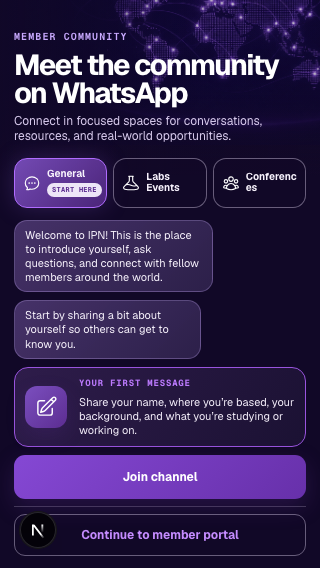 MEMBER COMMUNITY
Meet the community
on WhatsApp
Connect in focused spaces for conversations,
resources, and real-world opportunities.
General
START HERE
Labs
Events
Conferenc
es
Welcome to IPN! This is the place
to introduce yourself, ask
questions, and connect with fellow
members around the world.
Start by sharing a bit about
yourself so others can get to
know you.
YOUR FIRST MESSAGE
Share your name, where you’re based, your
background, and what you’re studying or
working on.
Join channel
N
Continue to member portal